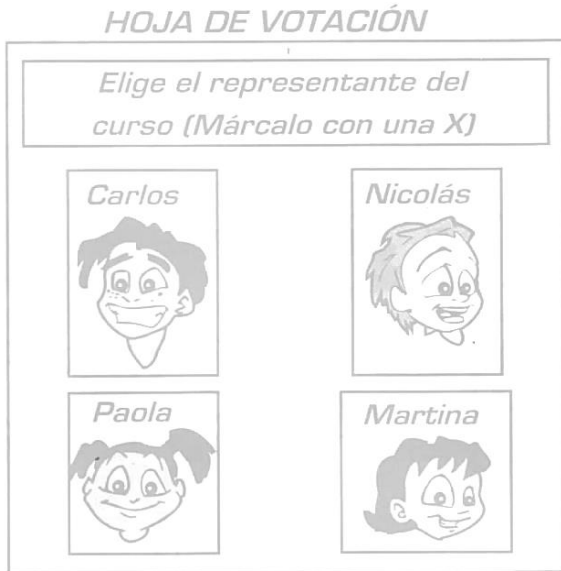 HOJA DE VOTACIÓN
Elige el representante del
curso (Márcalo con una X)
Carlos
Nicolás
Paola
Martina